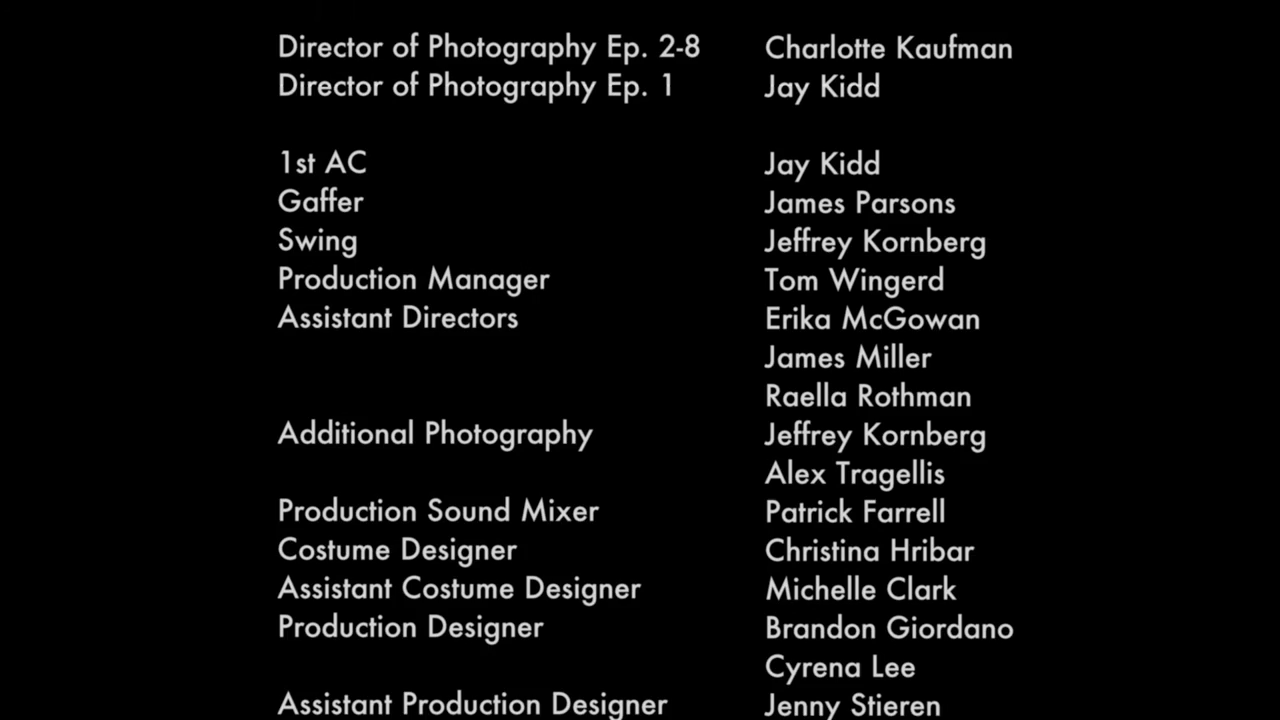 Director of Photography Ep. 2-8 Charlotte Kaufman
Director of Photography Ep. 1 Jay Kidd
1st AC Jay Kidd
Gaffer James Parsons
Swing Jeffrey Kornberg
Production Manager Tom Wingerd
Assistant Directors Erika McGowan
James Miller
Raella Rothman
Additional Photography Jeffrey Kornberg
Alex Tragellis
Production Sound Mixer Patrick Farrell
Costume Designer Christina Hribar
Assistant Costume Designer Michelle Clark
Production Designer Brandon Giordano
Cyrena Lee
Assistant Production Designer Jenny Stieren